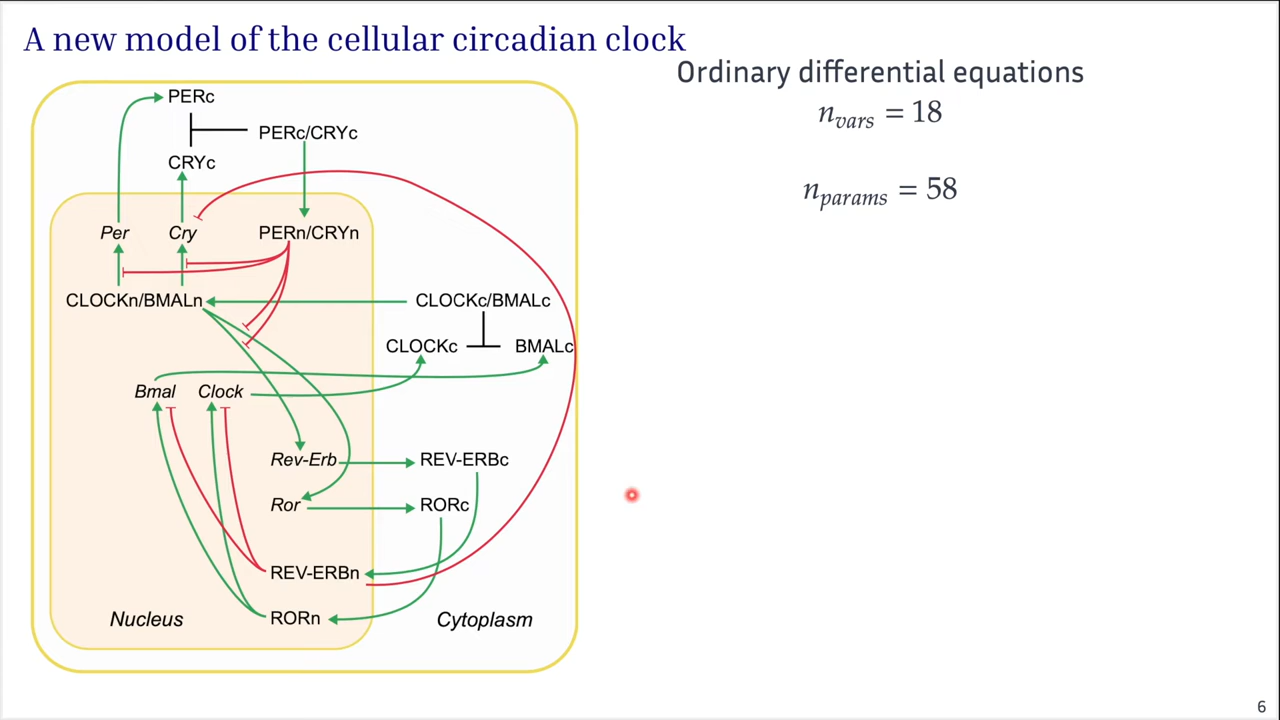 A new model of the cellular circadian clock
Ordinary differential equations
n_vars = 18
n_params = 58
PERc
PERc/CRYc
CRYc
Per
Cry
PERn/CRYn
CLOCKn/BMALn
CLOCKc/BMALc
CLOCKc
BMALc
Bmal
Clock
Rev-Erb
REV-ERBc
Ror
RORc
REV-ERBn
RORn
Nucleus
Cytoplasm
6